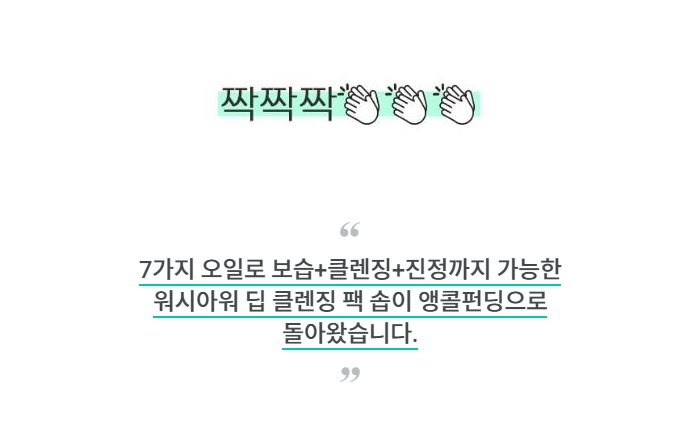 짝짝짝👏👏👏
“
7가지 오일로 보습+클렌징+진정까지 가능한
워시아워 딥 클렌징 팩 솝이 앵콜펀딩으로
돌아왔습니다.
”